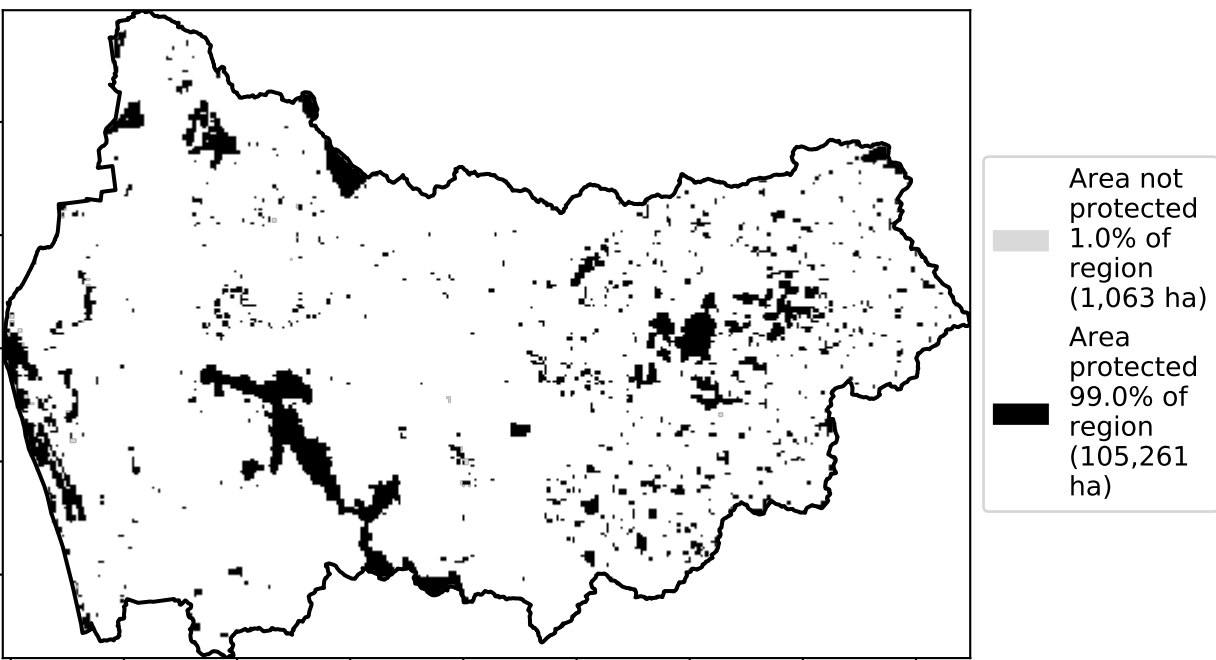 Area not
protected
1.0% of
region
(1,063 ha)
Area
protected
99.0% of
region
(105,261
ha)